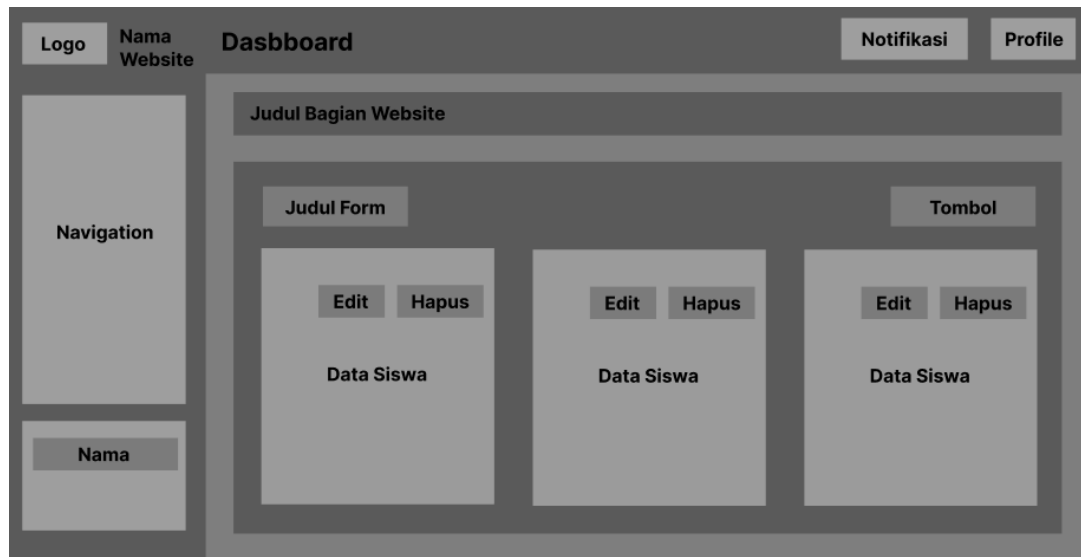 Logo
Nama
Website
Dasbboard
Notifikasi
Profile
Judul Bagian Website
Navigation
Judul Form
Tombol
Edit
Hapus
Data Siswa
Edit
Hapus
Data Siswa
Edit
Hapus
Data Siswa
Nama